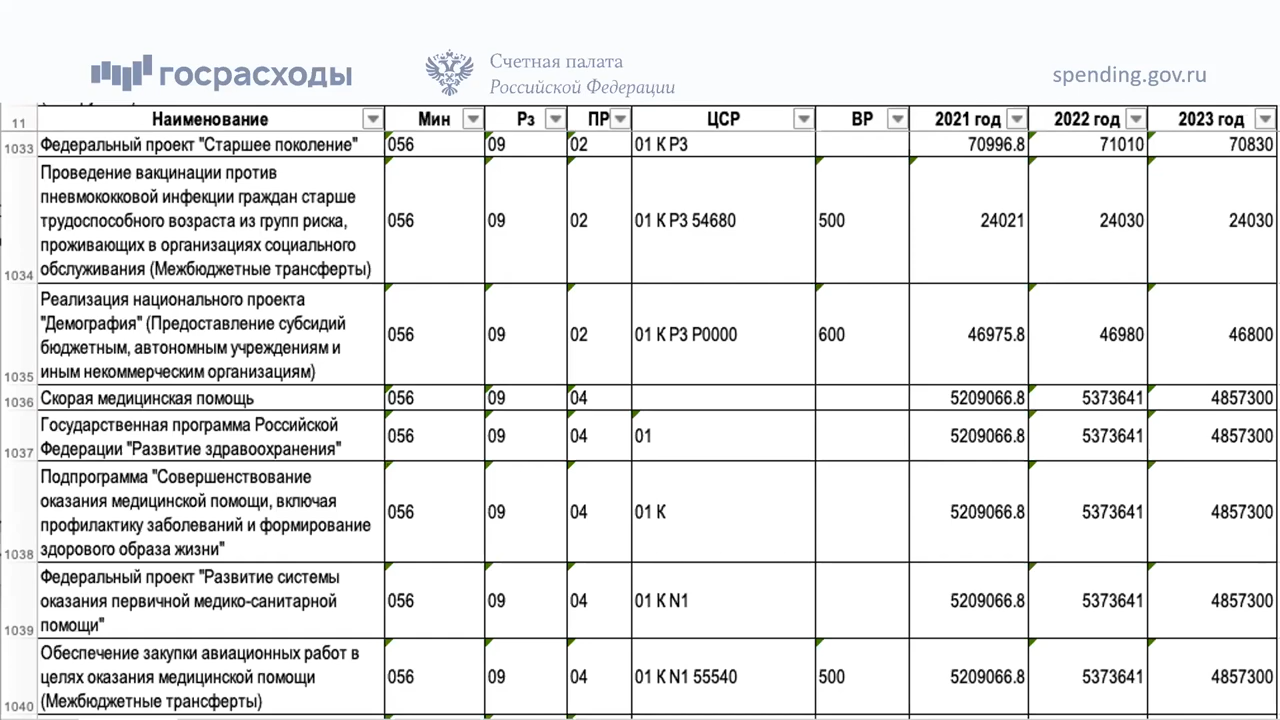 госрасходы
Счетная палата
Российской Федерации
spending.gov.ru
11 Наименование Мин Рз ПР ЦСР ВР 2021 год 2022 год 2023 год
1033 Федеральный проект "Старшее поколение" 056 09 02 01 К Р3 70996.8 71010 70830
Проведение вакцинации против
пневмококковой инфекции граждан старше
трудоспособного возраста из групп риска, 056 09 02 01 К Р3 54680 500 24021 24030 24030
проживающих в организациях социального
1034 обслуживания (Межбюджетные трансферты)
Реализация национального проекта
"Демография" (Предоставление субсидий 056 09 02 01 К Р3 Р0000 600 46975.8 46980 46800
бюджетным, автономным учреждениям и
1035 иным некоммерческим организациям)
1036 Скорая медицинская помощь 056 09 04 5209066.8 5373641 4857300
Государственная программа Российской 056 09 04 01 5209066.8 5373641 4857300
1037 Федерации "Развитие здравоохранения"
Подпрограмма "Совершенствование
оказания медицинской помощи, включая 056 09 04 01 К 5209066.8 5373641 4857300
профилактику заболеваний и формирование
1038 здорового образа жизни"
Федеральный проект "Развитие системы
оказания первичной медико-санитарной 056 09 04 01 К N1 5209066.8 5373641 4857300
1039 помощи"
Обеспечение закупки авиационных работ в
целях оказания медицинской помощи 056 09 04 01 К N1 55540 500 5209066.8 5373641 4857300
1040 (Межбюджетные трансферты)